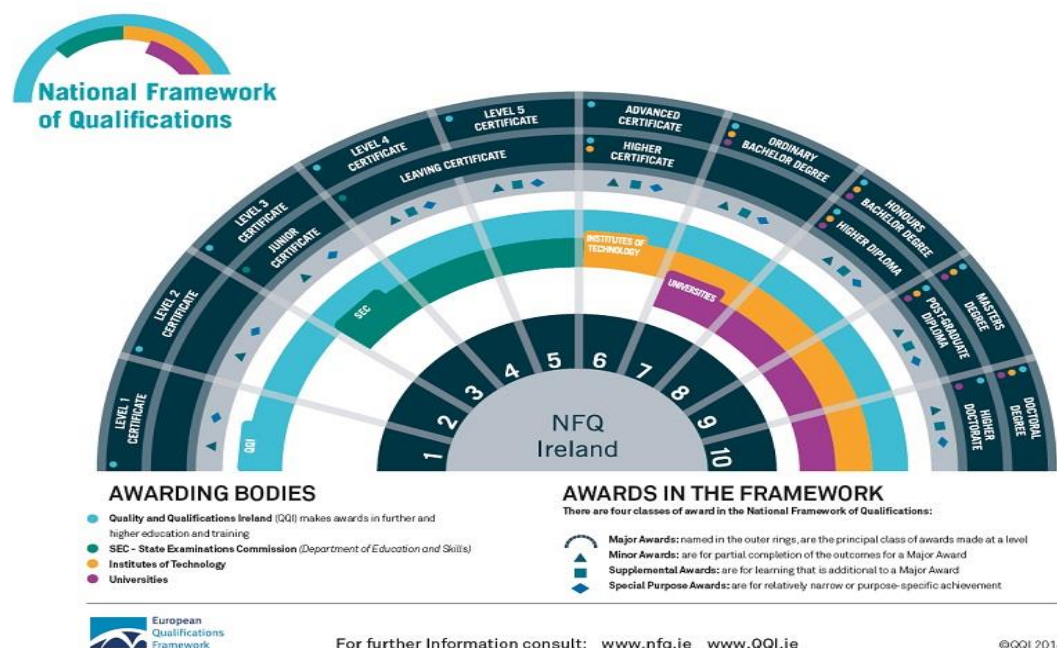 National Framework
of Qualifications
LEVEL 1
CERTIFICATE
LEVEL 2
CERTIFICATE
LEVEL 3
CERTIFICATE
LEVEL 4
CERTIFICATE
LEVEL 5
CERTIFICATE
ADVANCED
CERTIFICATE
ORDINARY
BACHELOR DEGREE
HONOURS
BACHELOR DEGREE
MASTERS
DEGREE
DOCTORAL
DEGREE
JUNIOR
CERTIFICATE
LEAVING CERTIFICATE
HIGHER
CERTIFICATE
HIGHER DIPLOMA
POST-GRADUATE
DIPLOMA
HIGHER
DOCTORATE
QQI
SEC
INSTITUTES OF
TECHNOLOGY
UNIVERSITIES
1
2
3
4
5
6
7
8
9
10
NFQ
Ireland
AWARDING BODIES
Quality and Qualifications Ireland (QQI) makes awards in further and
higher education and training
SEC - State Examinations Commission (Department of Education and Skills)
Institutes of Technology
Universities
AWARDS IN THE FRAMEWORK
There are four classes of award in the National Framework of Qualifications:
Major Awards: named in the outer rings, are the principal class of awards made at a level
Minor Awards: are for partial completion of the outcomes for a Major Award
Supplemental Awards: are for learning that is additional to a Major Award
Special Purpose Awards: are for relatively narrow or purpose-specific achievement
European
Qualifications
Framework
For further Information consult: www.nfq.ie www.QQI.ie